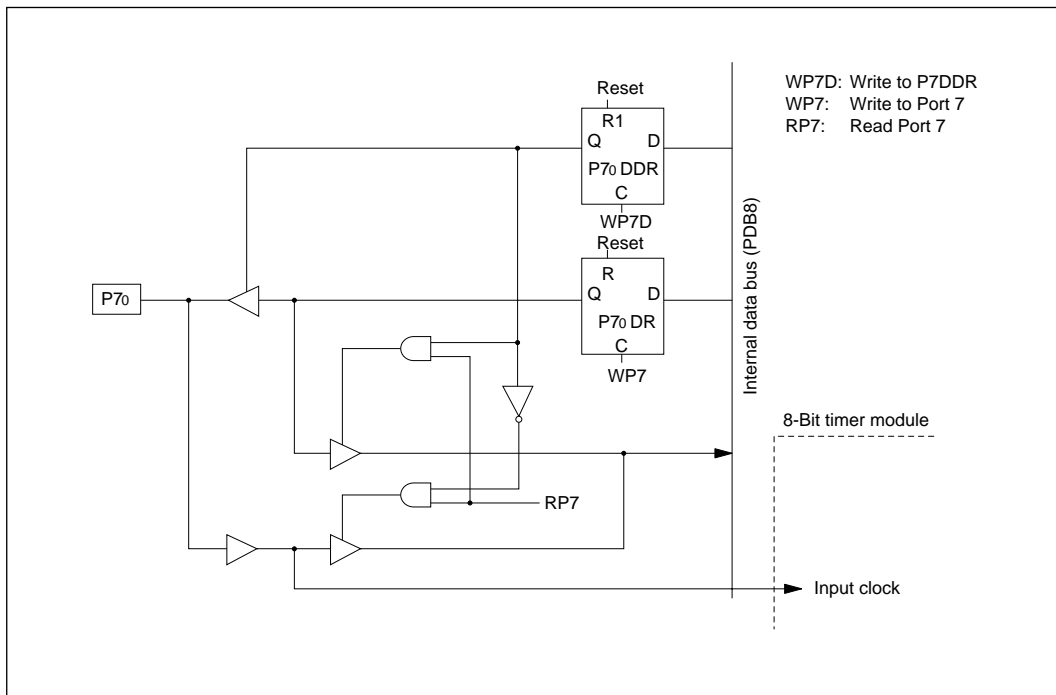 Reset
R1
Q D
P70 DDR
C
WP7D
Reset
R
Q D
P70 DR
C
WP7
P70
RP7
Internal data bus (PDB8)
WP7D: Write to P7DDR
WP7: Write to Port 7
RP7: Read Port 7
8-Bit timer module
Input clock